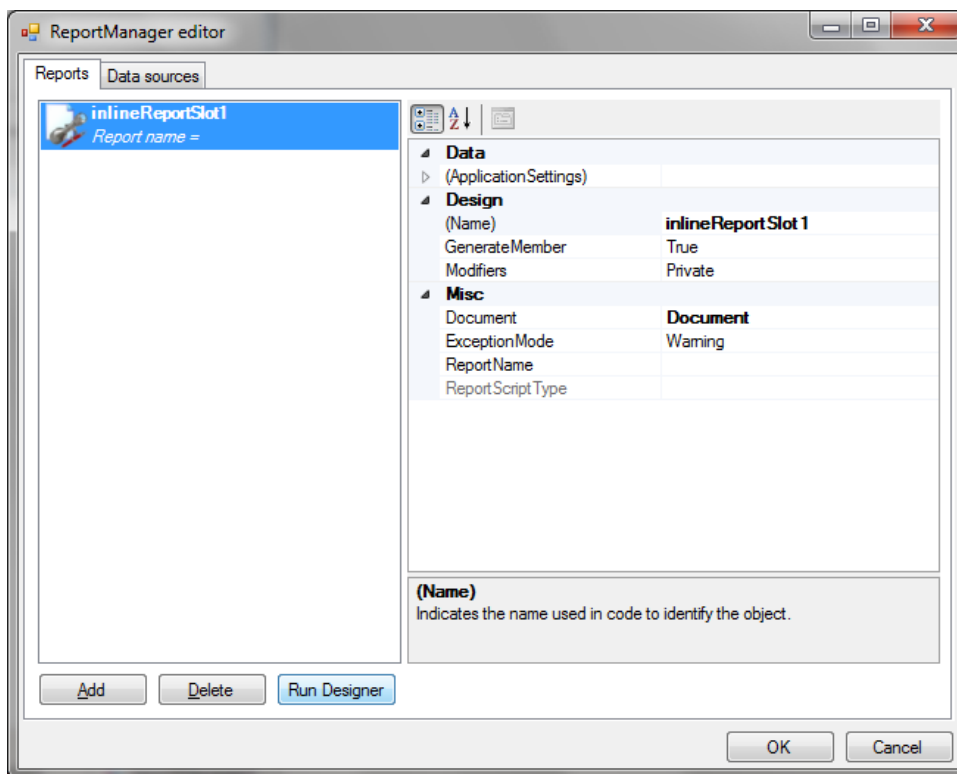 ReportManager editor
Reports Data sources
inlineReportSlot1
Report name =
Data
(ApplicationSettings)
Design
(Name) inlineReportSlot1
GenerateMember True
Modifiers Private
Misc
Document Document
ExceptionMode Warning
ReportName
ReportScriptType
(Name)
Indicates the name used in code to identify the object.
Add Delete Run Designer
OK Cancel